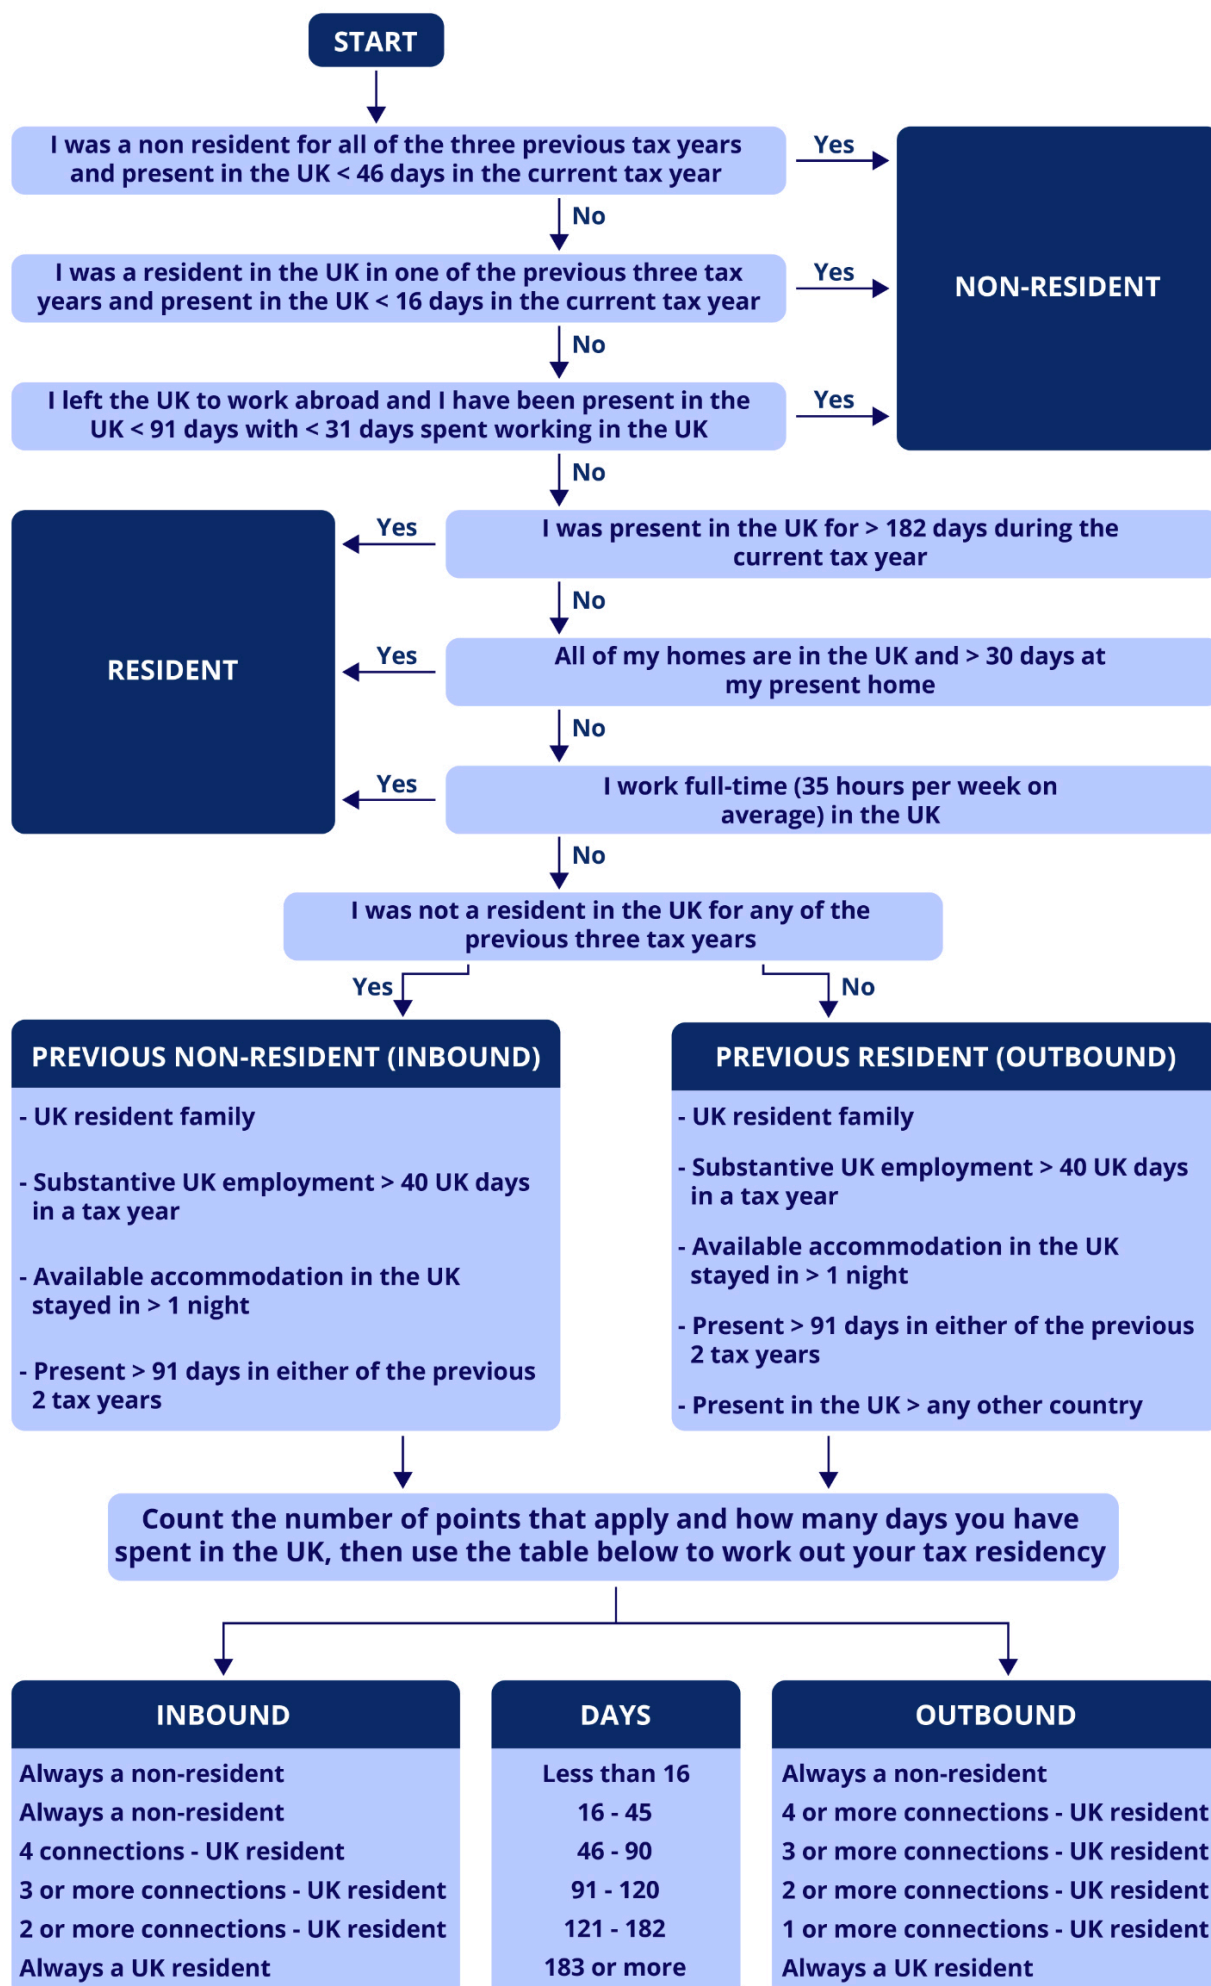 START
I was a non resident for all of the three previous tax years
and present in the UK < 46 days in the current tax year
Yes
No
I was a resident in the UK in one of the previous three tax
years and present in the UK < 16 days in the current tax year
Yes
NON-RESIDENT
No
I left the UK to work abroad and I have been present in the
UK < 91 days with < 31 days spent working in the UK
Yes
No
RESIDENT
Yes
I was present in the UK for > 182 days during the
current tax year
No
Yes
All of my homes are in the UK and > 30 days at
my present home
No
Yes
I work full-time (35 hours per week on
average) in the UK
No
I was not a resident in the UK for any of the
previous three tax years
Yes
No
PREVIOUS NON-RESIDENT (INBOUND)
- UK resident family
- Substantive UK employment > 40 UK days
in a tax year
- Available accommodation in the UK
stayed in > 1 night
- Present > 91 days in either of the previous
2 tax years
PREVIOUS RESIDENT (OUTBOUND)
- UK resident family
- Substantive UK employment > 40 UK days
in a tax year
- Available accommodation in the UK
stayed in > 1 night
- Present > 91 days in either of the previous
2 tax years
- Present in the UK > any other country
Count the number of points that apply and how many days you have
spent in the UK, then use the table below to work out your tax residency
INBOUND
Always a non-resident
Always a non-resident
4 connections - UK resident
3 or more connections - UK resident
2 or more connections - UK resident
Always a UK resident
DAYS
Less than 16
16 - 45
46 - 90
91 - 120
121 - 182
183 or more
OUTBOUND
Always a non-resident
4 or more connections - UK resident
3 or more connections - UK resident
2 or more connections - UK resident
1 or more connections - UK resident
Always a UK resident